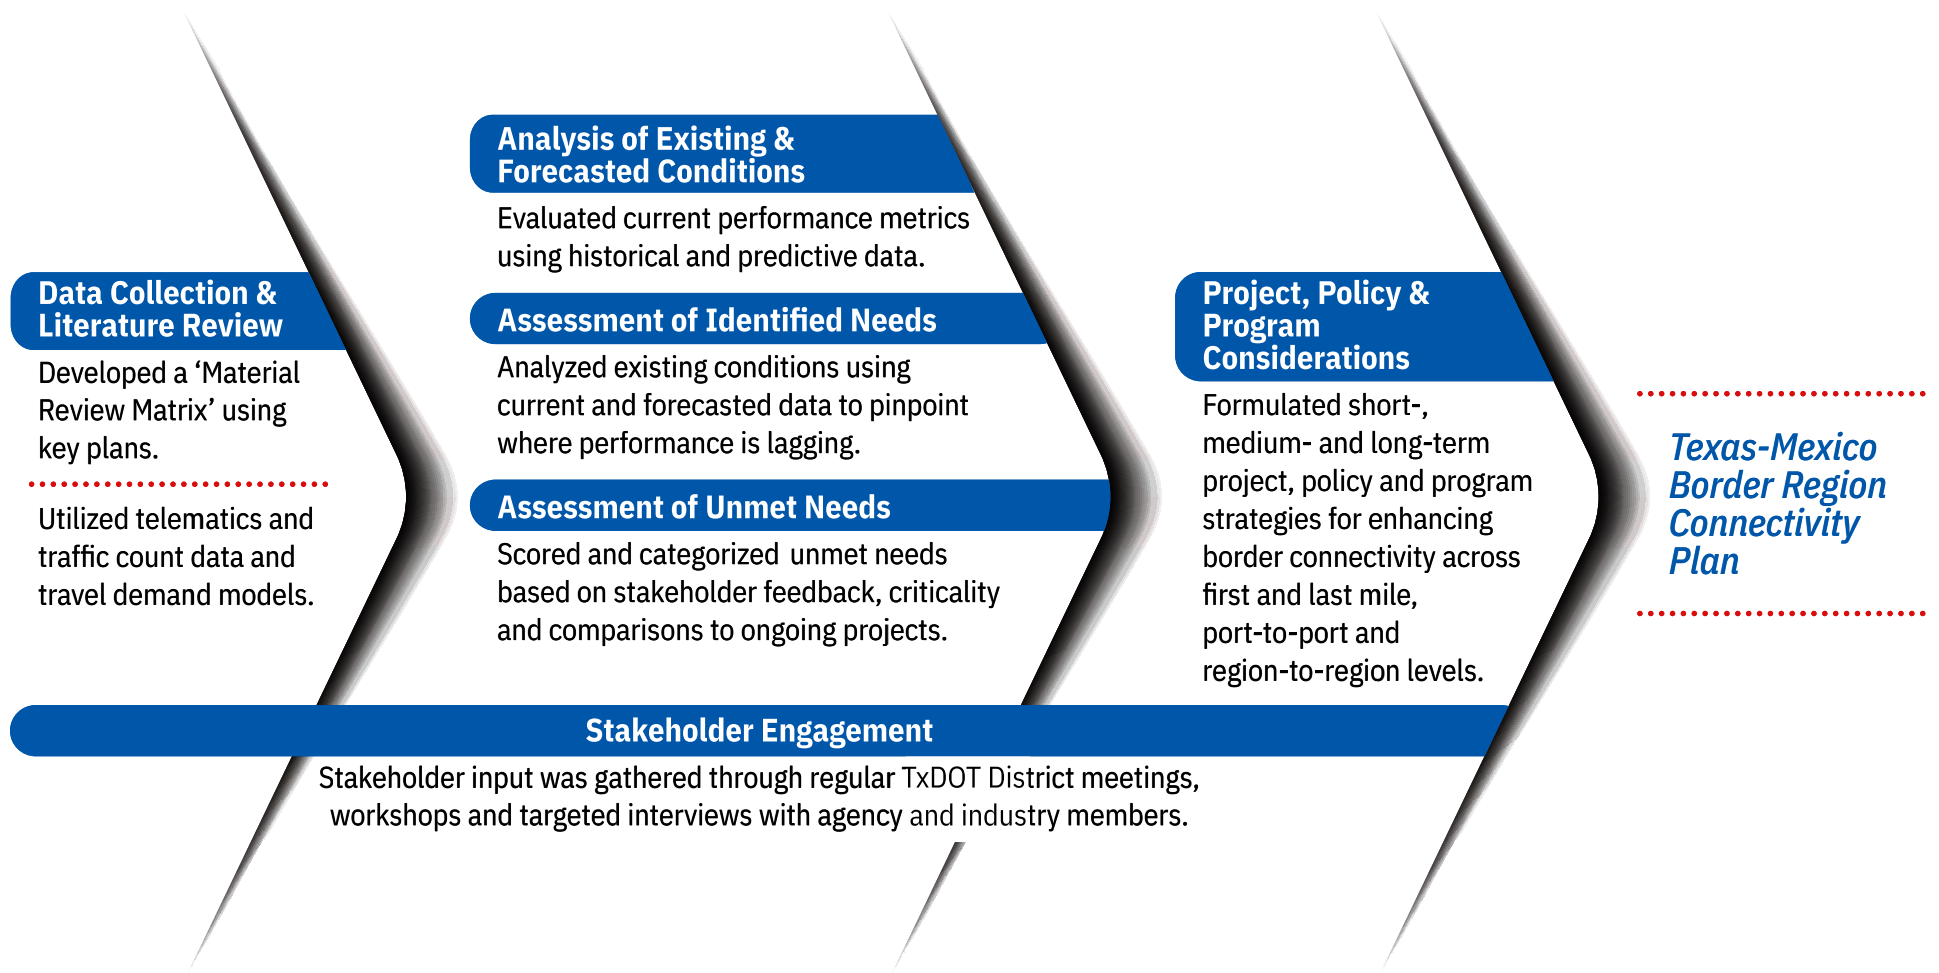 Data Collection &
Literature Review
Developed a ‘Material
Review Matrix’ using
key plans.
Utilized telematics and
traffic count data and
travel demand models.
Analysis of Existing &
Forecasted Conditions
Evaluated current performance metrics
using historical and predictive data.
Assessment of Identified Needs
Analyzed existing conditions using
current and forecasted data to pinpoint
where performance is lagging.
Assessment of Unmet Needs
Scored and categorized unmet needs
based on stakeholder feedback, criticality
and comparisons to ongoing projects.
Project, Policy &
Program
Considerations
Formulated short-,
medium- and long-term
project, policy and program
strategies for enhancing
border connectivity across
first and last mile,
port-to-port and
region-to-region levels.
Texas-Mexico
Border Region
Connectivity
Plan
Stakeholder Engagement
Stakeholder input was gathered through regular TxDOT District meetings,
workshops and targeted interviews with agency and industry members.